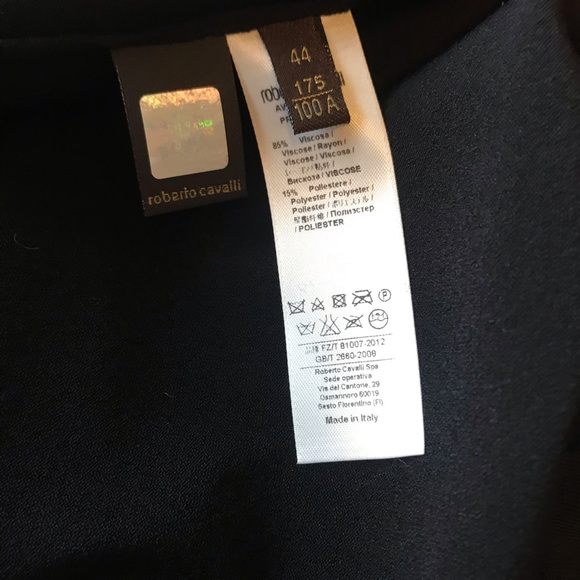 roberto cavalli
44
175
100 A
85% Viscosa /
Viscose / Rayon /
Viscose / Viscosa /
Вискоза / VISCOSE
15% Poliestere /
Polyester / Polyester /
Poliester /
/ Полиэстер
/ POLIESTER
P
FZ/T 81007-2012
GB/T 2660-2008
Roberto Cavalli Spa
Sede operativa
Via del Cantone, 29
Osmannoro 50019
Sesto Fiorentino (FI)
Made in Italy